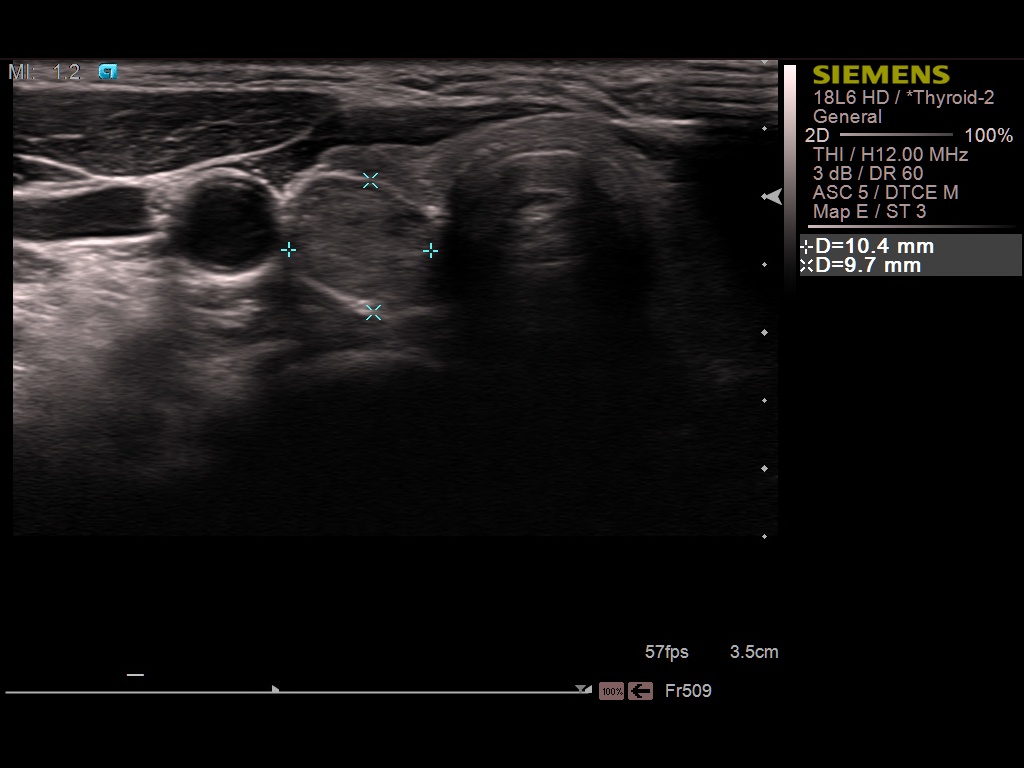 MI: 1.2
SIEMENS
18L6 HD / *Thyroid-2
General
2D 100%
THI / H12.00 MHz
3 dB / DR 60
ASC 5 / DTCE M
Map E / ST 3
D=10.4 mm
D=9.7 mm
57fps 3.5cm
100% Fr509